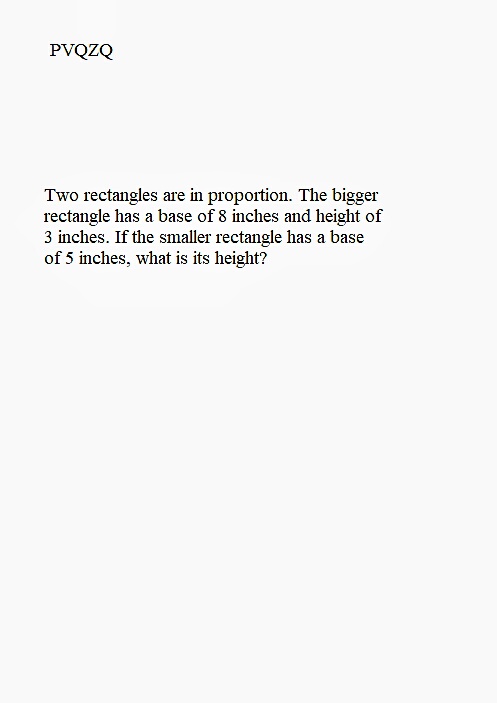 PVQZQ
Two rectangles are in proportion. The bigger
rectangle has a base of 8 inches and height of
3 inches. If the smaller rectangle has a base
of 5 inches, what is its height?